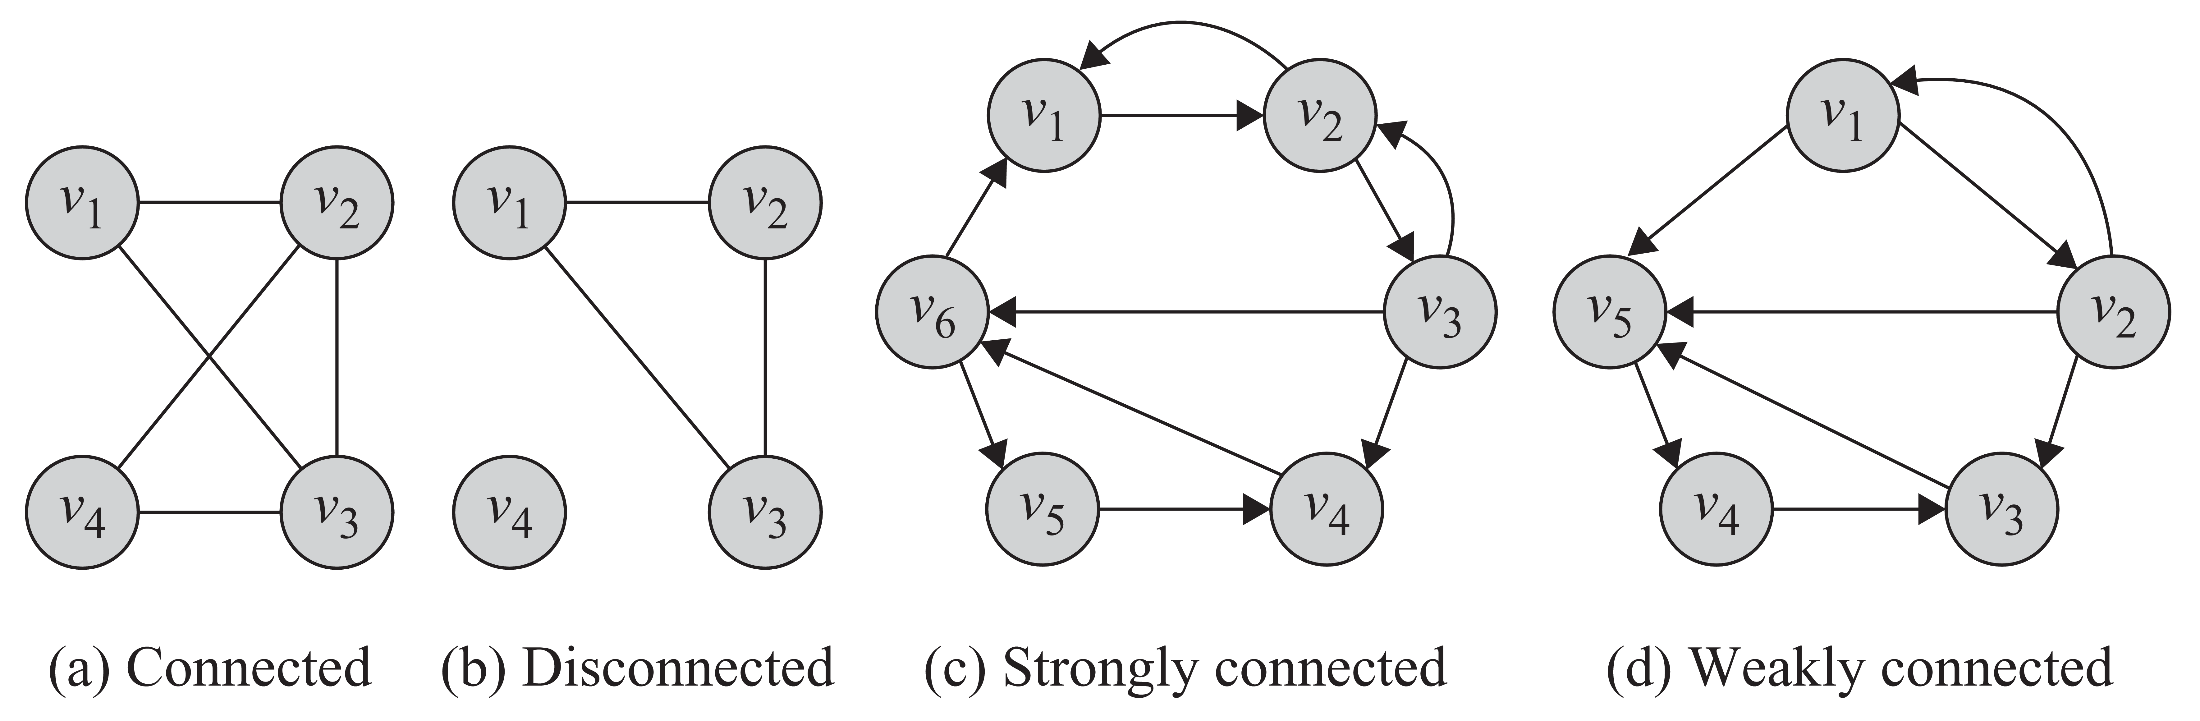 v1 v2 v4 v3
v1 v2 v4 v3
v1 v2 v6 v3 v5 v4
v1 v5 v2 v4 v3
(a) Connected
(b) Disconnected
(c) Strongly connected
(d) Weakly connected